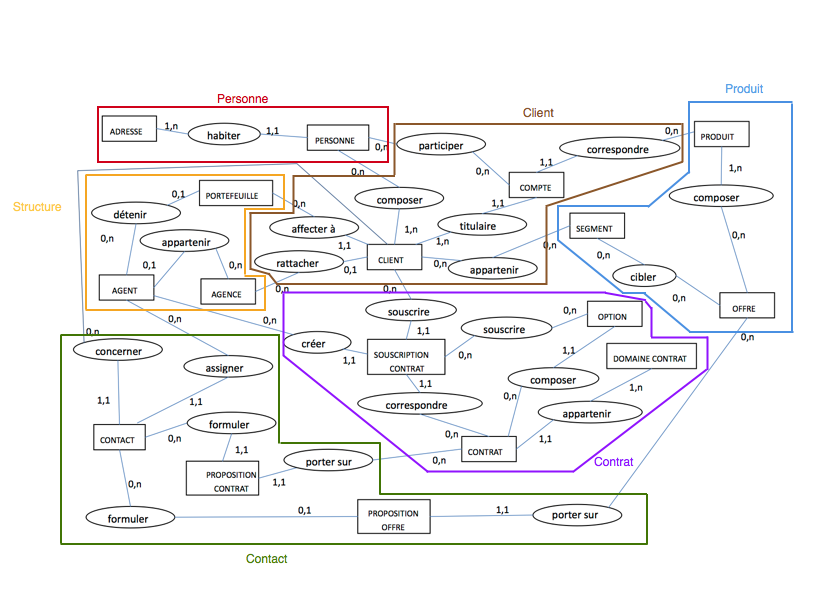 Produit
Personne
Client
ADRESSE
1,n
habiter
1,1
PERSONNE
0,n
participer
correspondre
0,n
PRODUIT
1,1
0,n
0,n
1,n
Structure
PORTEFEUILLE
0,1
détenir
0,n
composer
COMPTE
composer
1,1
appartenir
0,n
affecter à
1,n
titulaire
SEGMENT
0,n
1,1
1,n
0,n
0,n
0,1
0,n
rattacher
0,1
CLIENT
0,n
appartenir
cibler
AGENT
AGENCE
0,n
0,n
0,n
OFFRE
souscrire
0,n
OPTION
0,n
0,n
souscrire
0,n
créer
1,1
0,n
concerner
1,1
SOUSCRIPTION
CONTRAT
0,n
1,1
DOMAINE CONTRAT
assigner
1,1
composer
1,n
1,1
1,1
correspondre
0,n
appartenir
formuler
CONTACT
0,n
0,n
1,1
1,1
CONTRAT
porter sur
0,n
Contrat
PROPOSITION
CONTRAT
1,1
0,n
formuler
0,1
PROPOSITION
OFFRE
1,1
porter sur
Contact